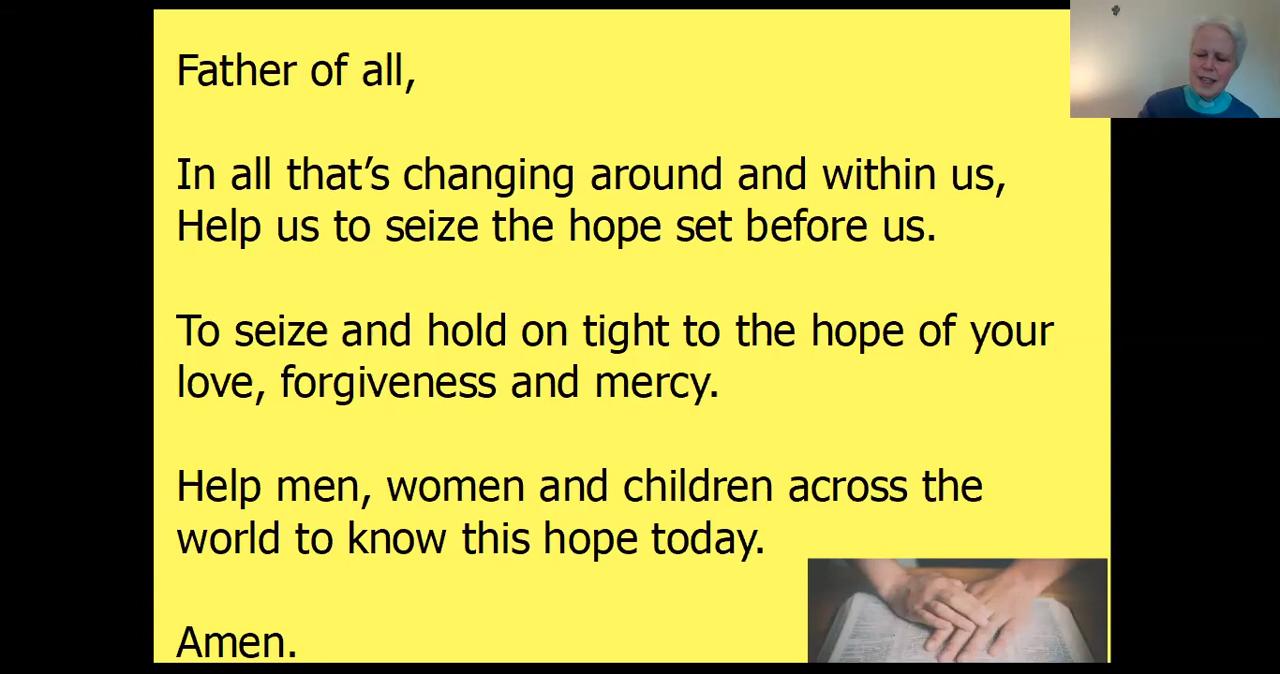 Father of all,
In all that’s changing around and within us,
Help us to seize the hope set before us.
To seize and hold on tight to the hope of your
love, forgiveness and mercy.
Help men, women and children across the
world to know this hope today.
Amen.